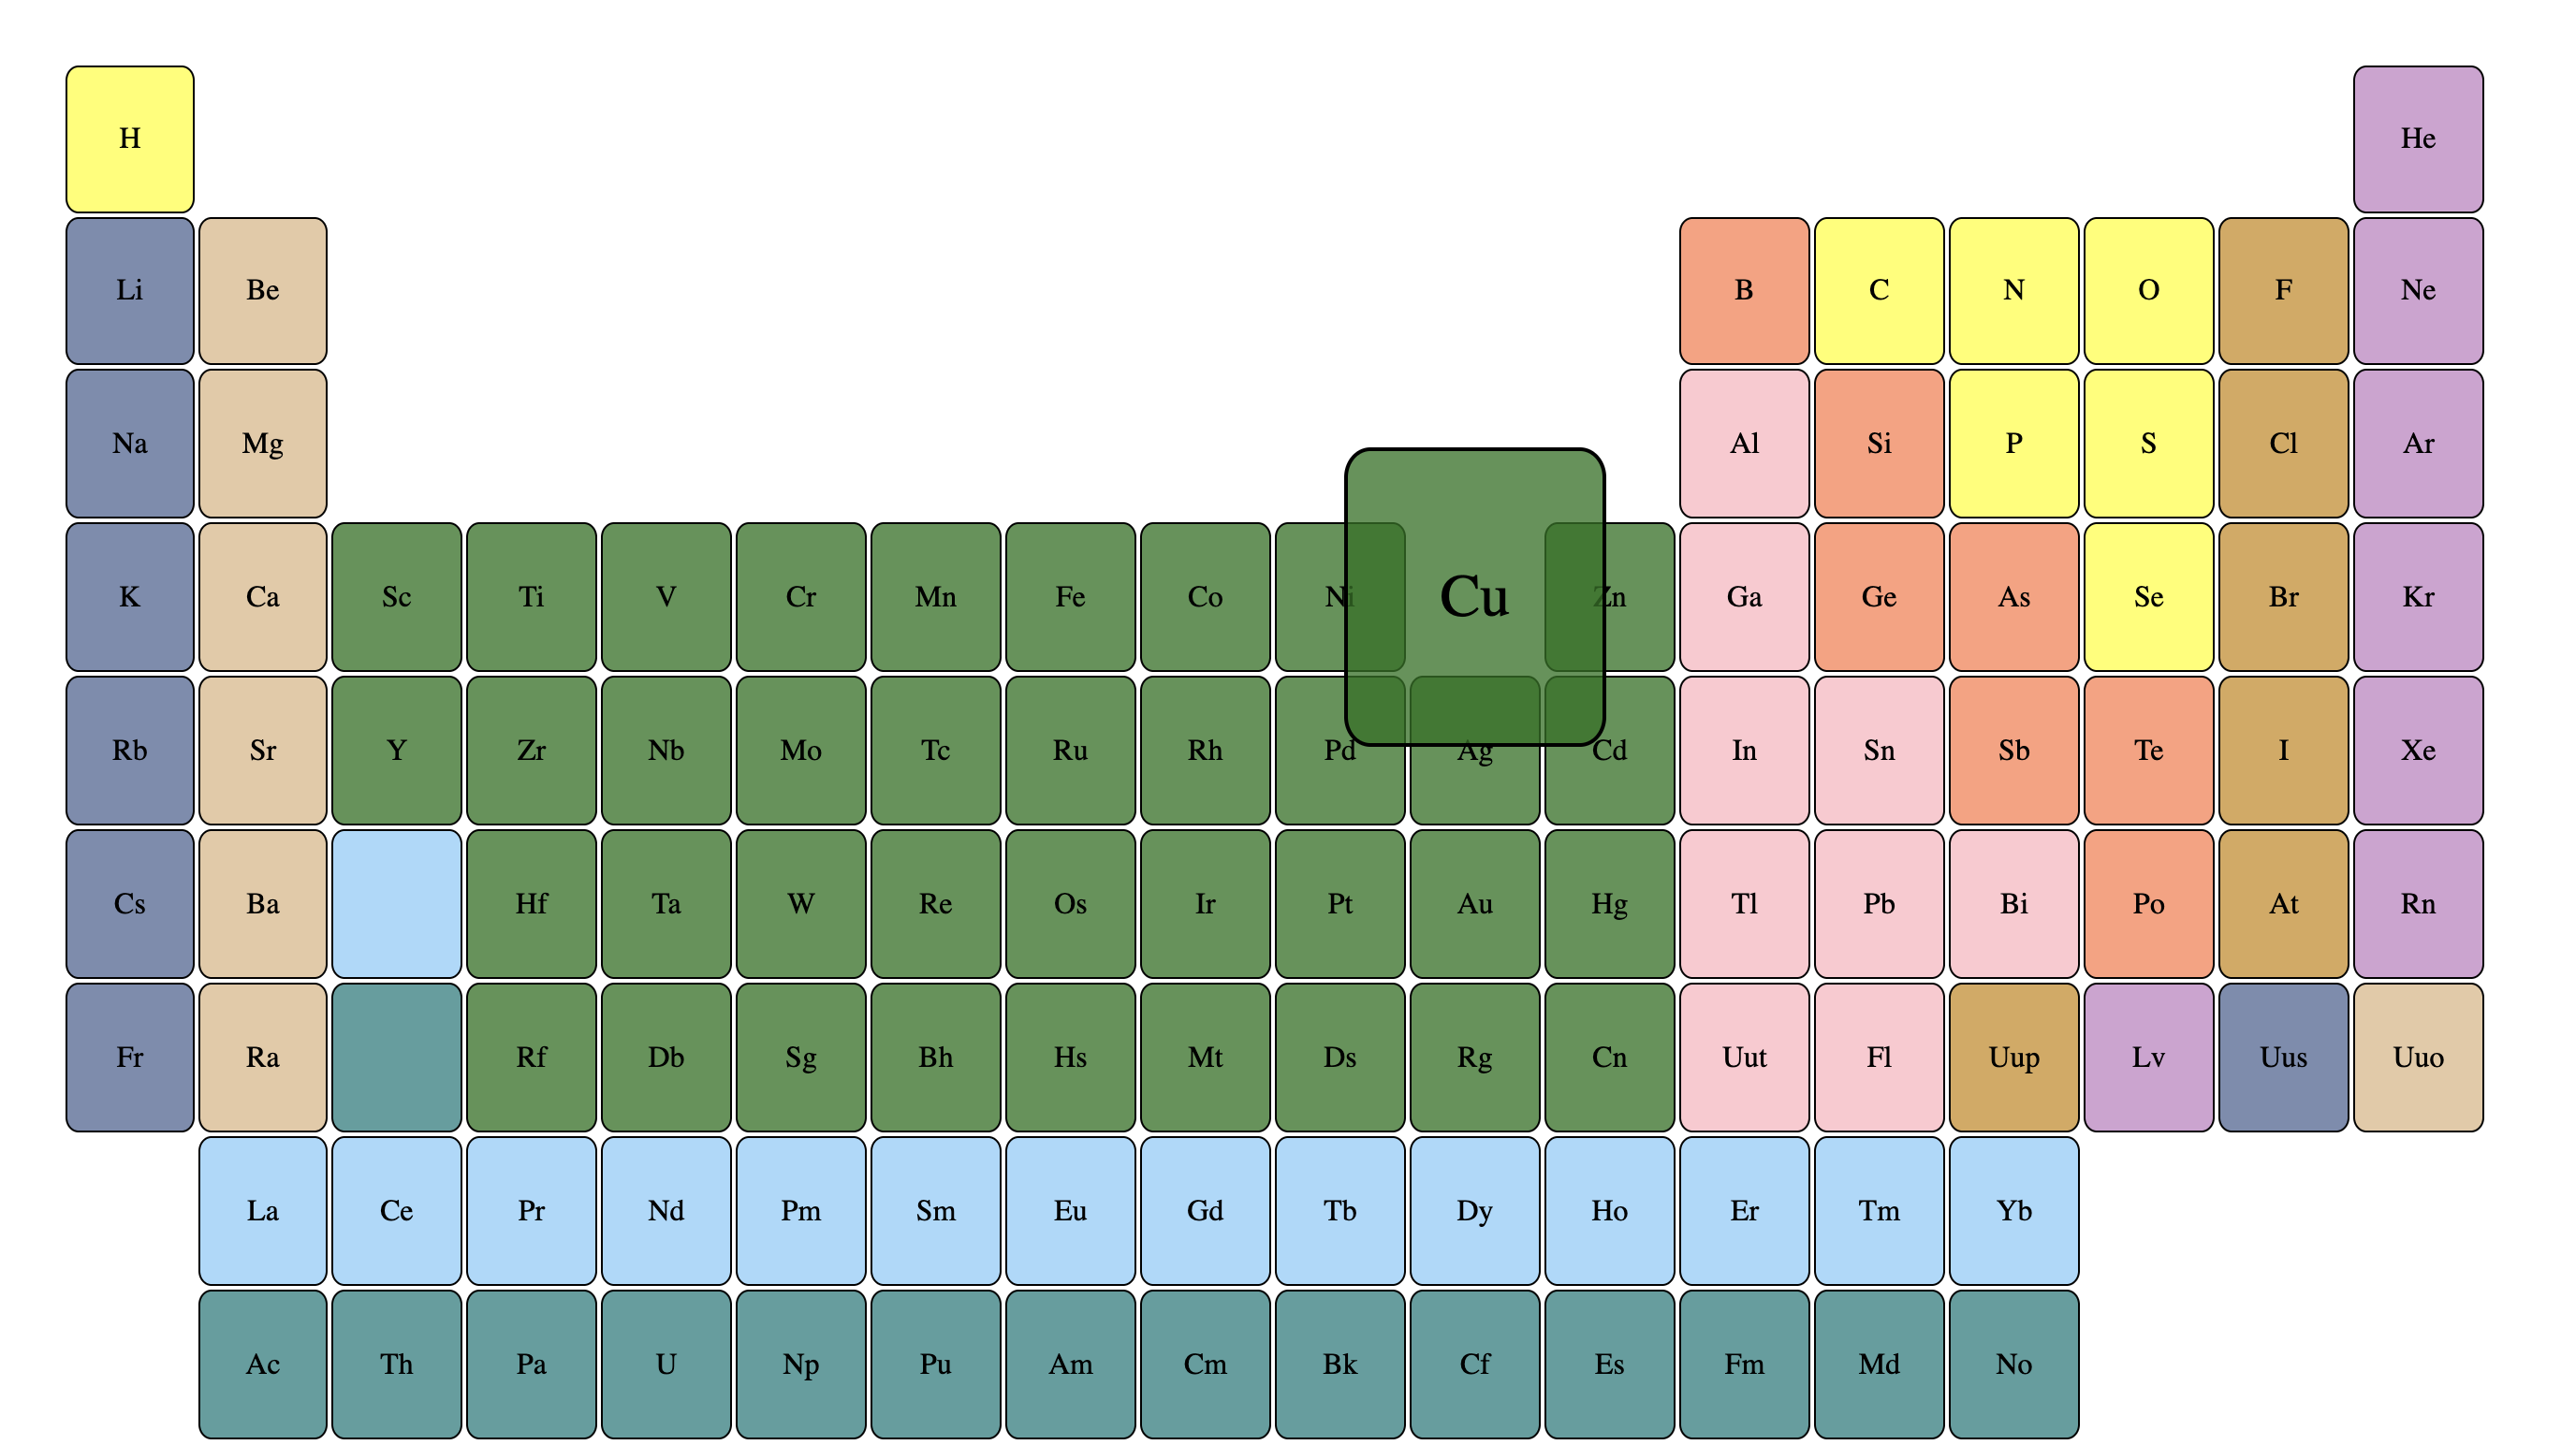 H He
Li Be B C N O F Ne
Na Mg Al Si P S Cl Ar
K Ca Sc Ti V Cr Mn Fe Co Ni Cu Zn Ga Ge As Se Br Kr
Rb Sr Y Zr Nb Mo Tc Ru Rh Pd Ag Cd In Sn Sb Te I Xe
Cs Ba Hf Ta W Re Os Ir Pt Au Hg Tl Pb Bi Po At Rn
Fr Ra Rf Db Sg Bh Hs Mt Ds Rg Cn Uut Fl Uup Lv Uus Uuo
La Ce Pr Nd Pm Sm Eu Gd Tb Dy Ho Er Tm Yb
Ac Th Pa U Np Pu Am Cm Bk Cf Es Fm Md No